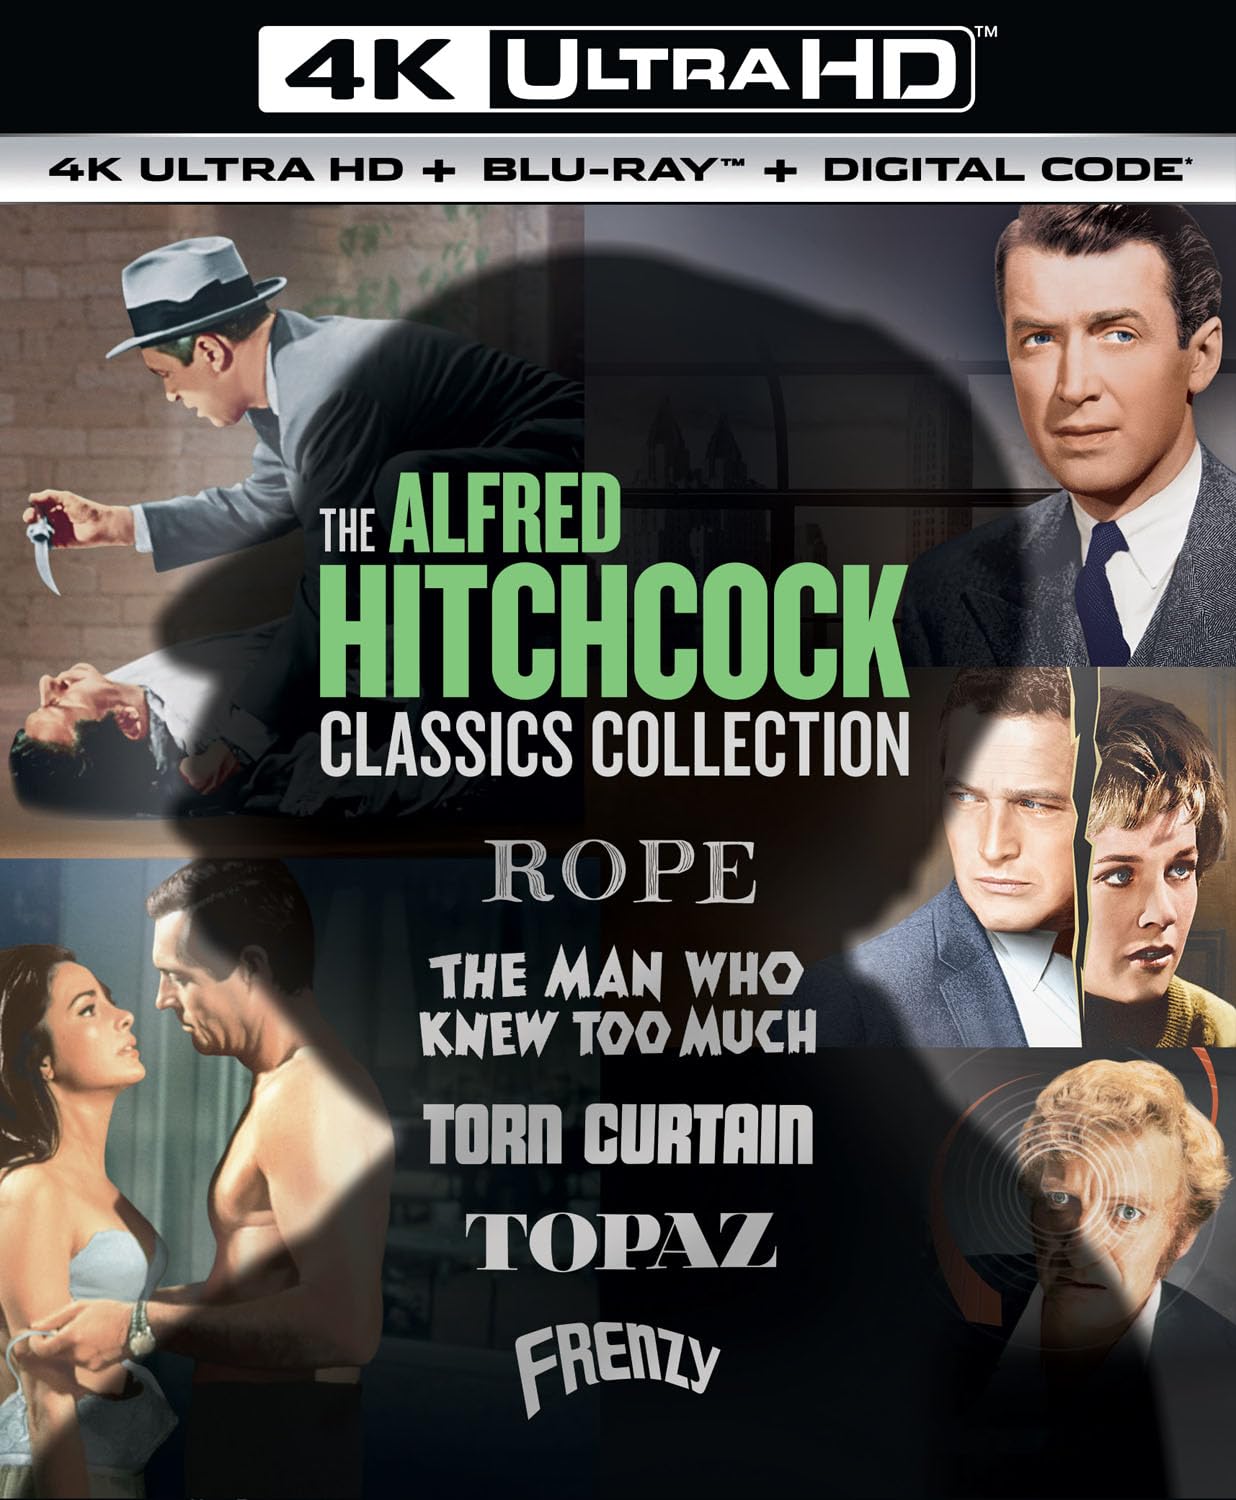 4K ULTRA HD™
4K ULTRA HD + BLU-RAY™ + DIGITAL CODE*
THE ALFRED
HITCHCOCK
CLASSICS COLLECTION
ROPE
THE MAN WHO
KNEW TOO MUCH
TORN CURTAIN
TOPAZ
FRENZY